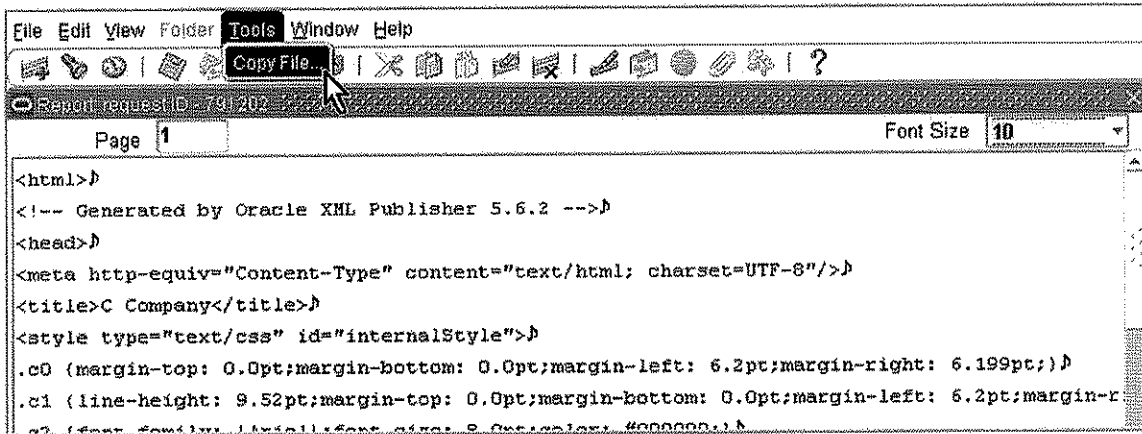 File Edit View Folder Tools Window Help
Copy File...
?
Report request ID - 791202
Page 1
Font Size 10
<html>♪
<!-- Generated by Oracle XML Publisher 5.6.2 -->♪
<head>♪
<meta http-equiv="Content-Type" content="text/html; charset=UTF-8"/>♪
<title>C Company</title>♪
<style type="text/css" id="internalStyle">♪
.c0 {margin-top: 0.0pt;margin-bottom: 0.0pt;margin-left: 6.2pt;margin-right: 6.199pt;}♪
.c1 {line-height: 9.52pt;margin-top: 0.0pt;margin-bottom: 0.0pt;margin-left: 6.2pt;margin-r